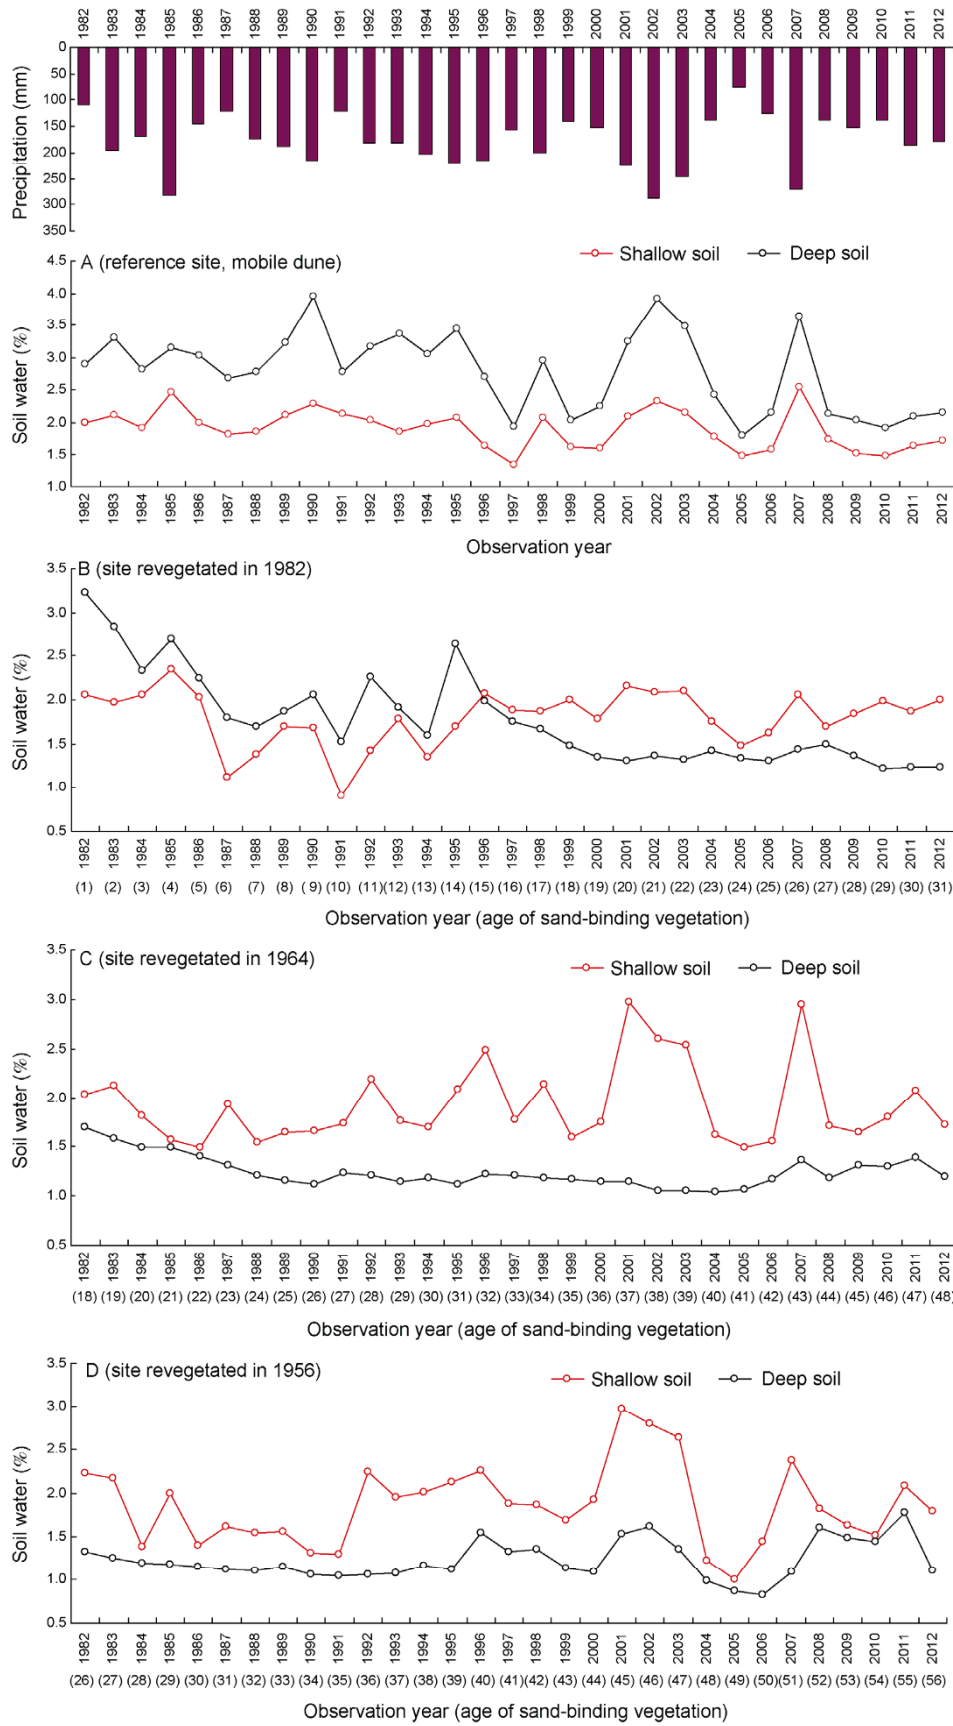 1982 1983 1984 1985 1986 1987 1988 1989 1990 1991 1992 1993 1994 1995 1996 1997 1998 1999 2000 2001 2002 2003 2004 2005 2006 2007 2008 2009 2010 2011 2012
Precipitation (mm)
0
50
100
150
200
250
300
350
A (reference site, mobile dune)
Shallow soil Deep soil
Soil water (%)
4.5
4.0
3.5
3.0
2.5
2.0
1.5
1.0
1982 1983 1984 1985 1986 1987 1988 1989 1990 1991 1992 1993 1994 1995 1996 1997 1998 1999 2000 2001 2002 2003 2004 2005 2006 2007 2008 2009 2010 2011 2012
Observation year
B (site revegetated in 1982)
Soil water (%)
3.5
3.0
2.5
2.0
1.5
1.0
0.5
1982 1983 1984 1985 1986 1987 1988 1989 1990 1991 1992 1993 1994 1995 1996 1997 1998 1999 2000 2001 2002 2003 2004 2005 2006 2007 2008 2009 2010 2011 2012
(1) (2) (3) (4) (5) (6) (7) (8) ( 9) (10) (11)(12) (13) (14) (15) (16) (17) (18) (19) (20) (21) (22) (23) (24) (25) (26) (27) (28) (29) (30) (31)
Observation year (age of sand-binding vegetation)
C (site revegetated in 1964)
Shallow soil Deep soil
Soil water (%)
3.5
3.0
2.5
2.0
1.5
1.0
0.5
1982 1983 1984 1985 1986 1987 1988 1989 1990 1991 1992 1993 1994 1995 1996 1997 1998 1999 2000 2001 2002 2003 2004 2005 2006 2007 2008 2009 2010 2011 2012
(18) (19) (20) (21) (22) (23) (24) (25) (26) (27) (28) (29) (30) (31) (32) (33)(34) (35) (36) (37) (38) (39) (40) (41) (42) (43) (44) (45) (46) (47) (48)
Observation year (age of sand-binding vegetation)
D (site revegetated in 1956)
Shallow soil Deep soil
Soil water (%)
3.5
3.0
2.5
2.0
1.5
1.0
0.5
1982 1983 1984 1985 1986 1987 1988 1989 1990 1991 1992 1993 1994 1995 1996 1997 1998 1999 2000 2001 2002 2003 2004 2005 2006 2007 2008 2009 2010 2011 2012
(26) (27) (28) (29) (30) (31) (32) (33) (34) (35) (36) (37) (38) (39) (40) (41)(42) (43) (44) (45) (46) (47) (48) (49) (50)(51) (52) (53) (54) (55) (56)
Observation year (age of sand-binding vegetation)